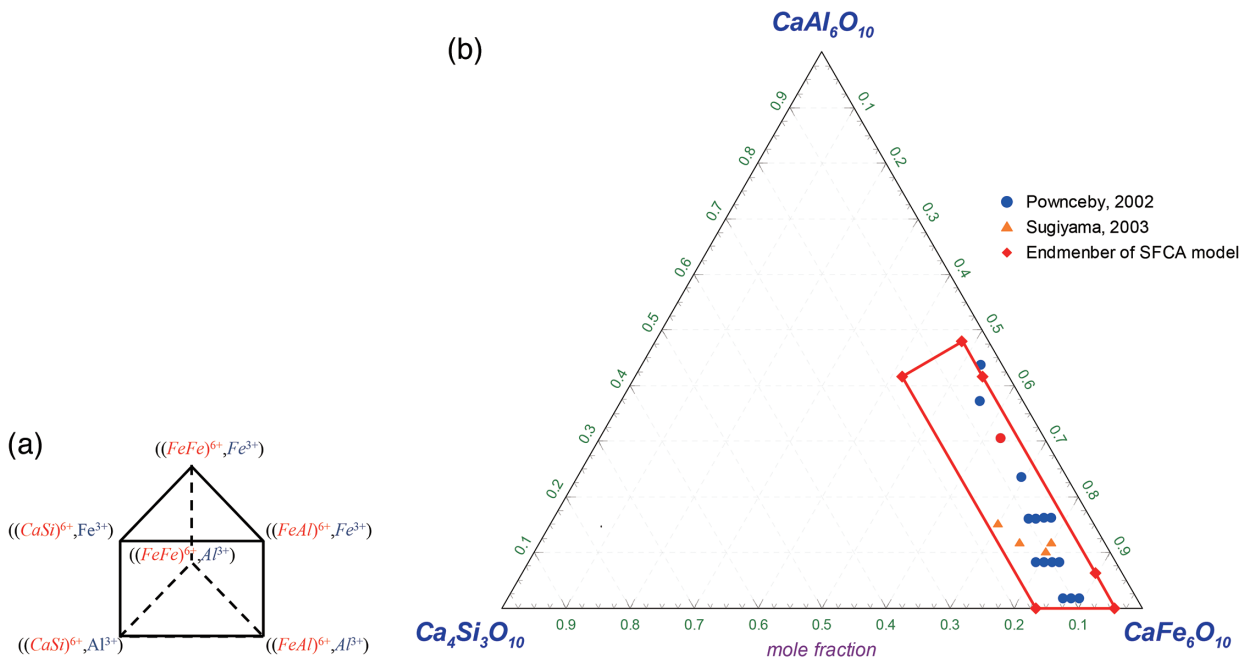 (a)
((FeFe)⁶⁺,Fe³⁺)
((CaSi)⁶⁺,Fe³⁺)
((FeAl)⁶⁺,Fe³⁺)
((FeFe)⁶⁺,Al³⁺)
((CaSi)⁶⁺,Al³⁺)
((FeAl)⁶⁺,Al³⁺)
(b)
CaAl₆O₁₀
0.9
0.8
0.7
0.6
0.5
0.4
0.3
0.2
0.1
0.1
0.2
0.3
0.4
0.5
0.6
0.7
0.8
0.9
Pownceby, 2002
Sugiyama, 2003
Endmenber of SFCA model
0.9 0.8 0.7 0.6 0.5 0.4 0.3 0.2 0.1
Ca₄Si₃O₁₀
CaFe₆O₁₀
mole fraction